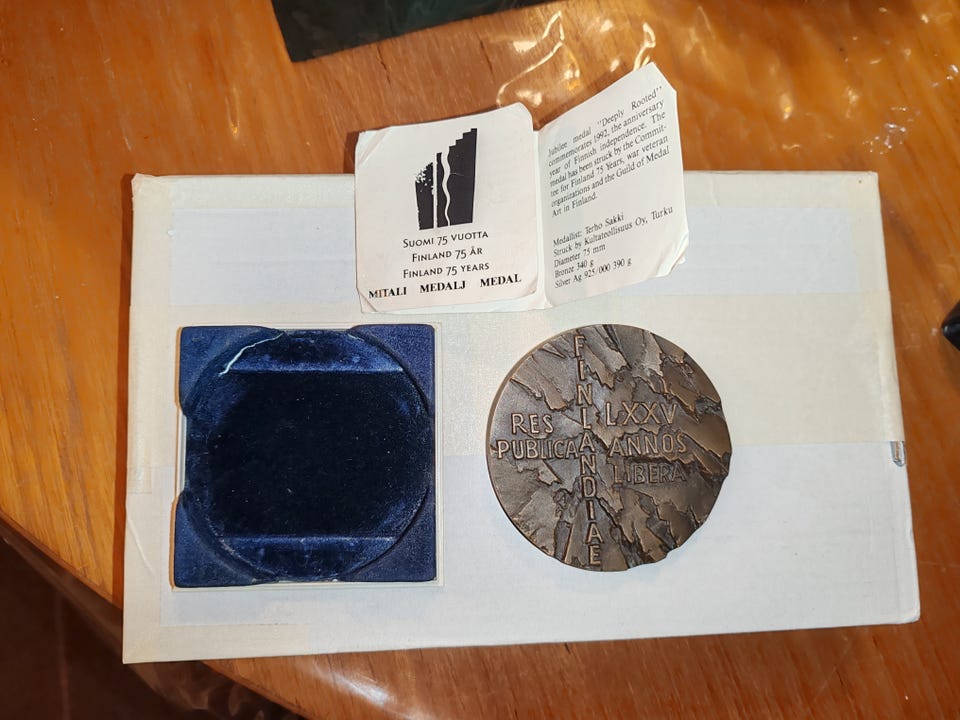 SUOMI 75 VUOTTA
FINLAND 75 ÅR
FINLAND 75 YEARS
MITALI MEDALJ MEDAL
Jubilee medal "Deeply Rooted"
commemorates 1992, the anniversary
year of Finnish independence. The
medal has been struck by the Commit-
tee for Finland 75 Years, war veteran
organizations and the Guild of Medal
Art in Finland.
Medallist: Terho Sakki
Struck by Kultateollisuus Oy, Turku
Diameter 75 mm
Bronze 340 g
Silver Ag 925/000 390 g
FINLANDIAE
RES
PUBLICA
LXXV
ANNOS
LIBERA